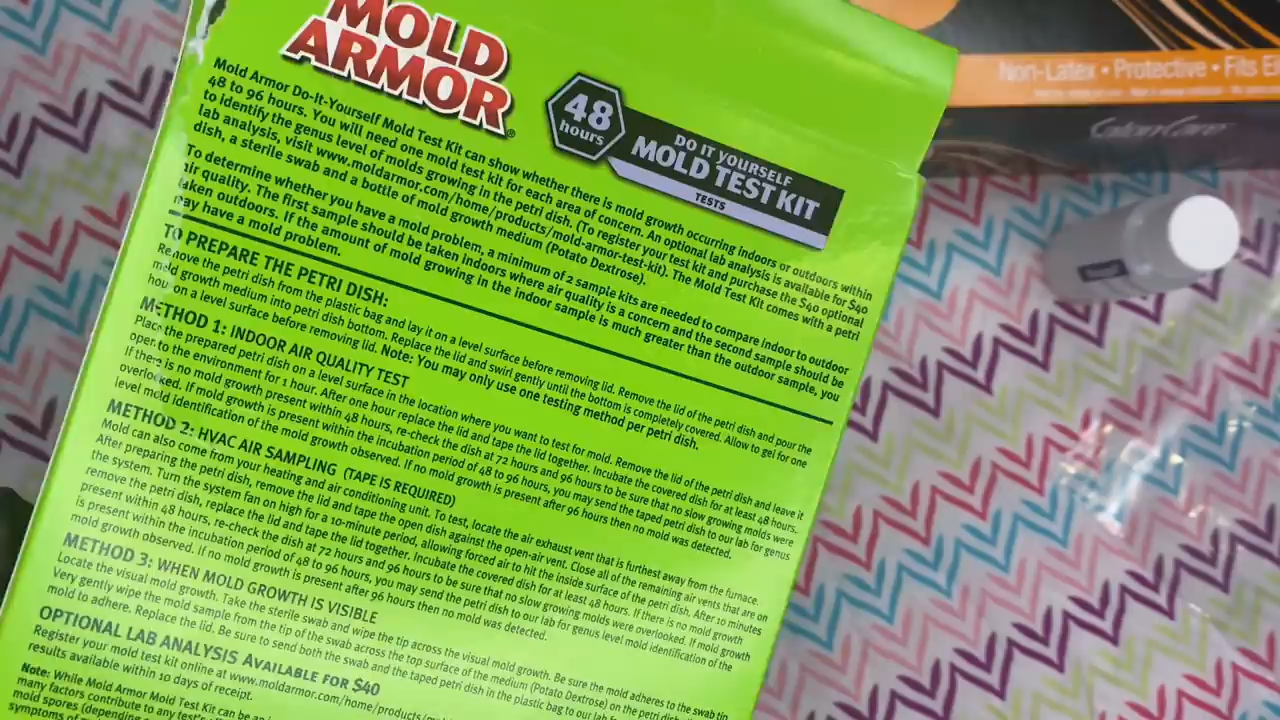 MOLD
ARMOR®
48
hours
DO IT YOURSELF
MOLD TEST KIT
TESTS
Mold Armor Do-It-Yourself Mold Test Kit can show whether there is mold growth occurring indoors or outdoors within
48 to 96 hours. You will need one mold test kit for each area of concern. An optional lab analysis is available for $40
to identify the genus level of molds growing in the petri dish. (To register your test kit and purchase the $40 optional
lab analysis, visit www.moldarmor.com/home/products/mold-armor-test-kit). The Mold Test Kit comes with a petri
dish, a sterile swab and a bottle of mold growth medium (Potato Dextrose).
To determine whether you have a mold problem, a minimum of 2 sample kits are needed to compare indoor to outdoor
air quality. The first sample should be taken indoors where air quality is a concern and the second sample should be
taken outdoors. If the amount of mold growing in the indoor sample is much greater than the outdoor sample, you
may have a mold problem.
TO PREPARE THE PETRI DISH:
Remove the petri dish from the plastic bag and lay it on a level surface before removing lid. Remove the lid of the petri dish and pour the
mold growth medium into petri dish bottom. Replace the lid and swirl gently until the bottom is completely covered. Allow to gel for one
hou on a level surface before removing lid. Note: You may only use one testing method per petri dish.
METHOD 1: INDOOR AIR QUALITY TEST
Place the prepared petri dish on a level surface in the location where you want to test for mold. Remove the lid of the petri dish and leave it
open to the environment for 1 hour. After one hour replace the lid and tape the lid together. Incubate the covered dish for at least 48 hours.
If there is no mold growth present within 48 hours, re-check the dish at 72 hours and 96 hours to be sure that no slow growing molds were
overlooked. If mold growth is present within the incubation period of 48 to 96 hours, you may send the taped petri dish to our lab for genus
level mold identification of the mold growth observed. If no mold growth is present after 96 hours then no mold was detected.
METHOD 2: HVAC AIR SAMPLING (TAPE IS REQUIRED)
Mold can also come from your heating and air conditioning unit. To test, locate the air exhaust vent that is furthest away from the furnace.
After preparing the petri dish, remove the lid and tape the open dish against the open-air vent. Close all of the remaining air vents that are on
the system. Turn the system fan on high for a 10-minute period, allowing forced air to hit the inside surface of the petri dish. After 10 minutes
remove the petri dish, replace the lid and tape the lid together. Incubate the covered dish for at least 48 hours. If there is no mold growth
present within 48 hours, re-check the dish at 72 hours and 96 hours to be sure that no slow growing molds were overlooked. If mold growth
is present within the incubation period of 48 to 96 hours, you may send the petri dish to our lab for genus level mold identification of the
mold growth observed. If no mold growth is present after 96 hours then no mold was detected.
METHOD 3: WHEN MOLD GROWTH IS VISIBLE
Locate the visual mold growth. Take the sterile swab and wipe the tip across the visual mold growth. Be sure the mold adheres to the swab tip
Very gently wipe the mold sample from the tip of the swab across the top surface of the medium (Potato Dextrose) on the petri dish
mold to adhere. Replace the lid. Be sure to send both the swab and the taped petri dish in the plastic bag to our lab
OPTIONAL LAB ANALYSIS AVAILABLE FOR $40
Register your mold test kit online at www.moldarmor.com/home/products/
results available within 10 days of receipt.
Note: While Mold Armor Mold Test Kit can be
many factors contribute to any test's
mold spores (depending
symptoms of
Non-Latex • Protective • Fits